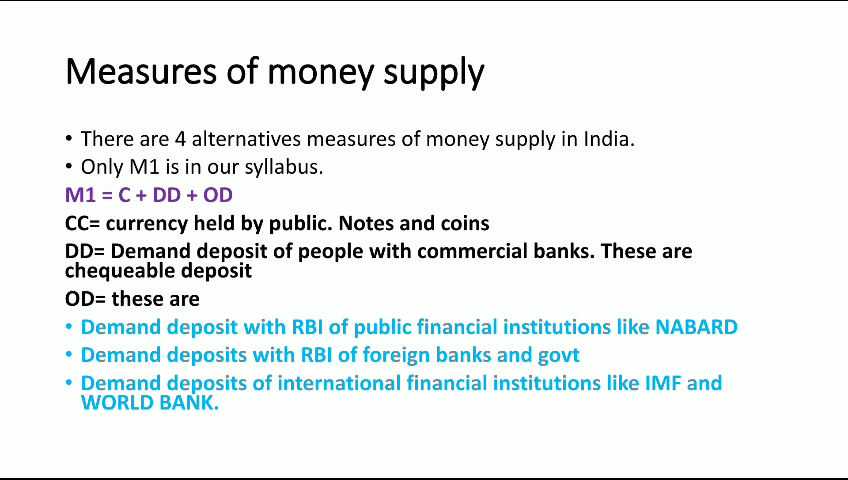 Measures of money supply
• There are 4 alternatives measures of money supply in India.
• Only M1 is in our syllabus.
M1 = C + DD + OD
CC= currency held by public. Notes and coins
DD= Demand deposit of people with commercial banks. These are
chequeable deposit
OD= these are
• Demand deposit with RBI of public financial institutions like NABARD
• Demand deposits with RBI of foreign banks and govt
• Demand deposits of international financial institutions like IMF and
WORLD BANK.